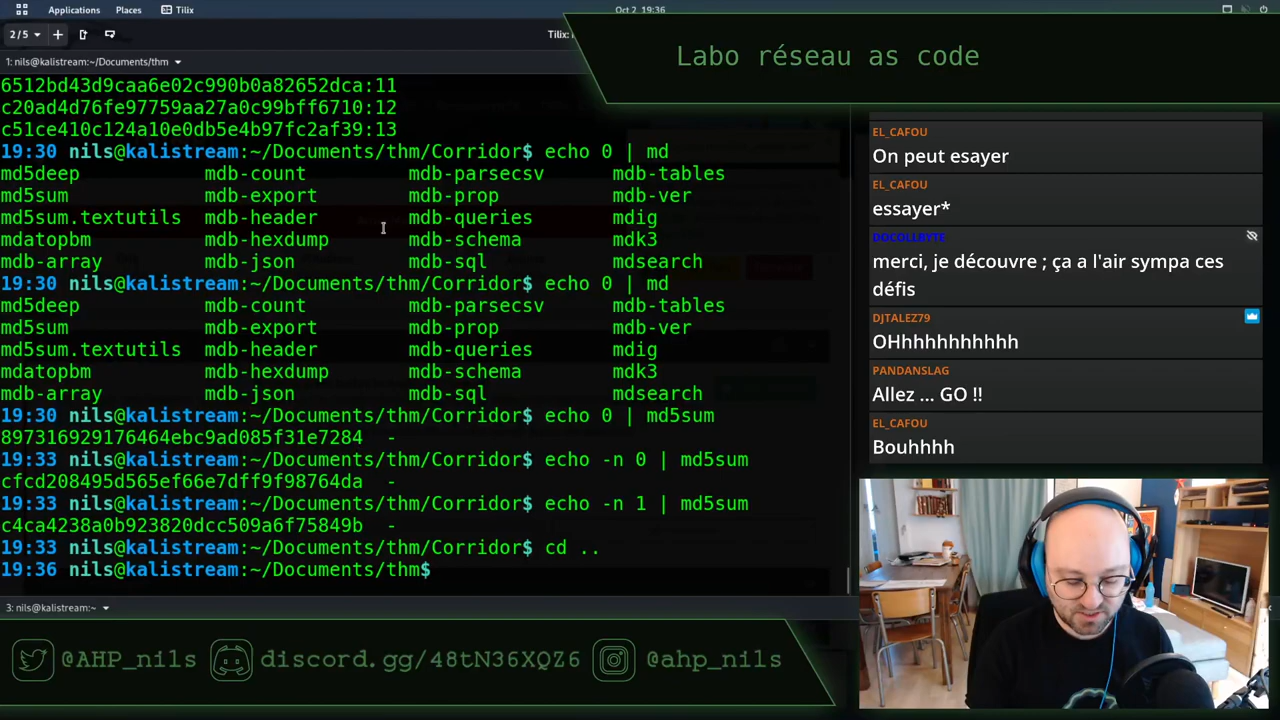 Applications Places Tilix
Oct 2 19:36
2/5
Tilix:
Labo réseau as code
1: nils@kalistream:~/Documents/thm
6512bd43d9caa6e02c990b0a82652dca:11
c20ad4d76fe97759aa27a0c99bff6710:12
c51ce410c124a10e0db5e4b97fc2af39:13
19:30 nils@kalistream:~/Documents/thm/Corridor$ echo 0 | md
md5deep mdb-count mdb-parsecsv mdb-tables
md5sum mdb-export mdb-prop mdb-ver
md5sum.textutils mdb-header mdb-queries mdig
mdatopbm mdb-hexdump mdb-schema mdk3
mdb-array mdb-json mdb-sql mdsearch
19:30 nils@kalistream:~/Documents/thm/Corridor$ echo 0 | md
md5deep mdb-count mdb-parsecsv mdb-tables
md5sum mdb-export mdb-prop mdb-ver
md5sum.textutils mdb-header mdb-queries mdig
mdatopbm mdb-hexdump mdb-schema mdk3
mdb-array mdb-json mdb-sql mdsearch
19:30 nils@kalistream:~/Documents/thm/Corridor$ echo 0 | md5sum
897316929176464ebc9ad085f31e7284 -
19:33 nils@kalistream:~/Documents/thm/Corridor$ echo -n 0 | md5sum
cfcd208495d565ef66e7dff9f98764da -
19:33 nils@kalistream:~/Documents/thm/Corridor$ echo -n 1 | md5sum
c4ca4238a0b923820dcc509a6f75849b -
19:33 nils@kalistream:~/Documents/thm/Corridor$ cd ..
19:36 nils@kalistream:~/Documents/thm$
3: nils@kalistream:~
EL_CAFOU
On peut esayer
EL_CAFOU
essayer*
DOCOLLBYTE
merci, je découvre ; ça a l'air sympa ces
défis
DJTALEZ79
OHhhhhhhhhhh
PANDANSLAG
Allez ... GO !!
EL_CAFOU
Bouhhhh
@AHP_nils
discord.gg/48tN36XQZ6
@ahp_nils